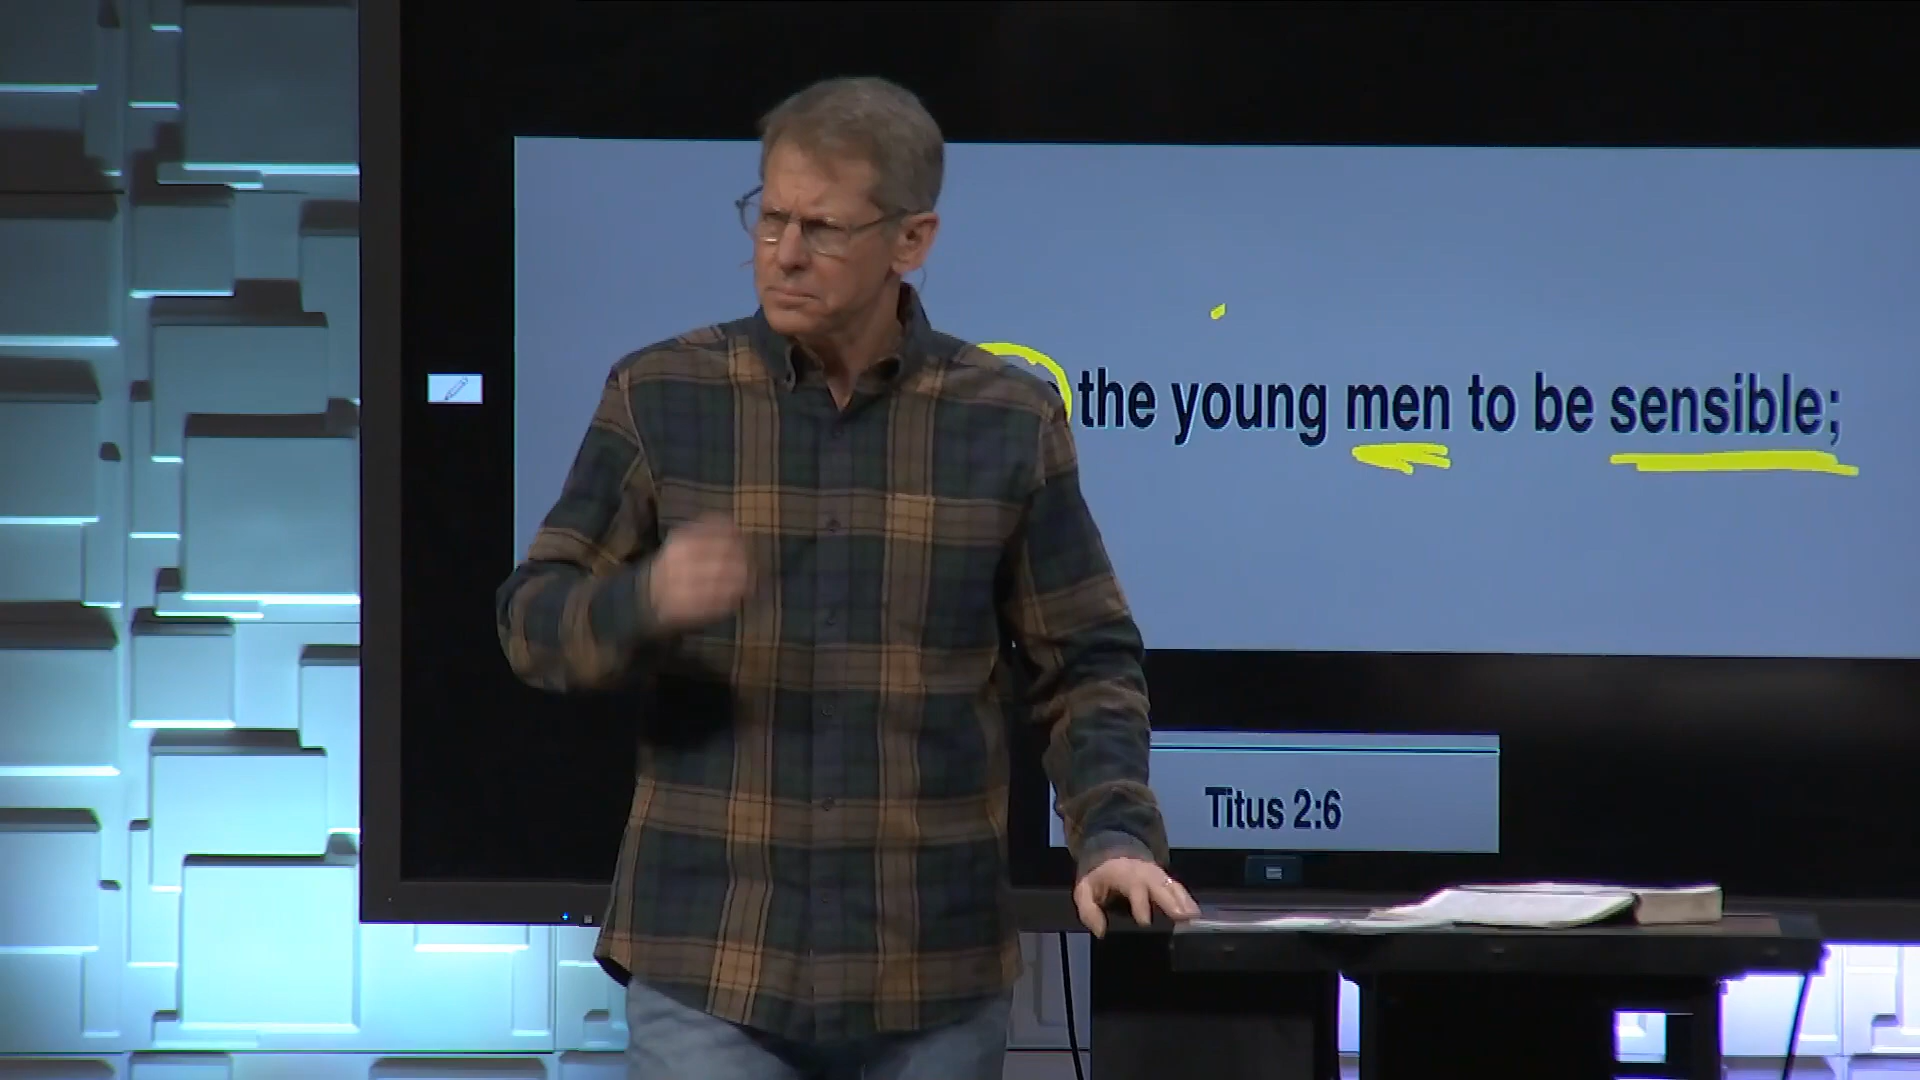 the young men to be sensible;
Titus 2:6